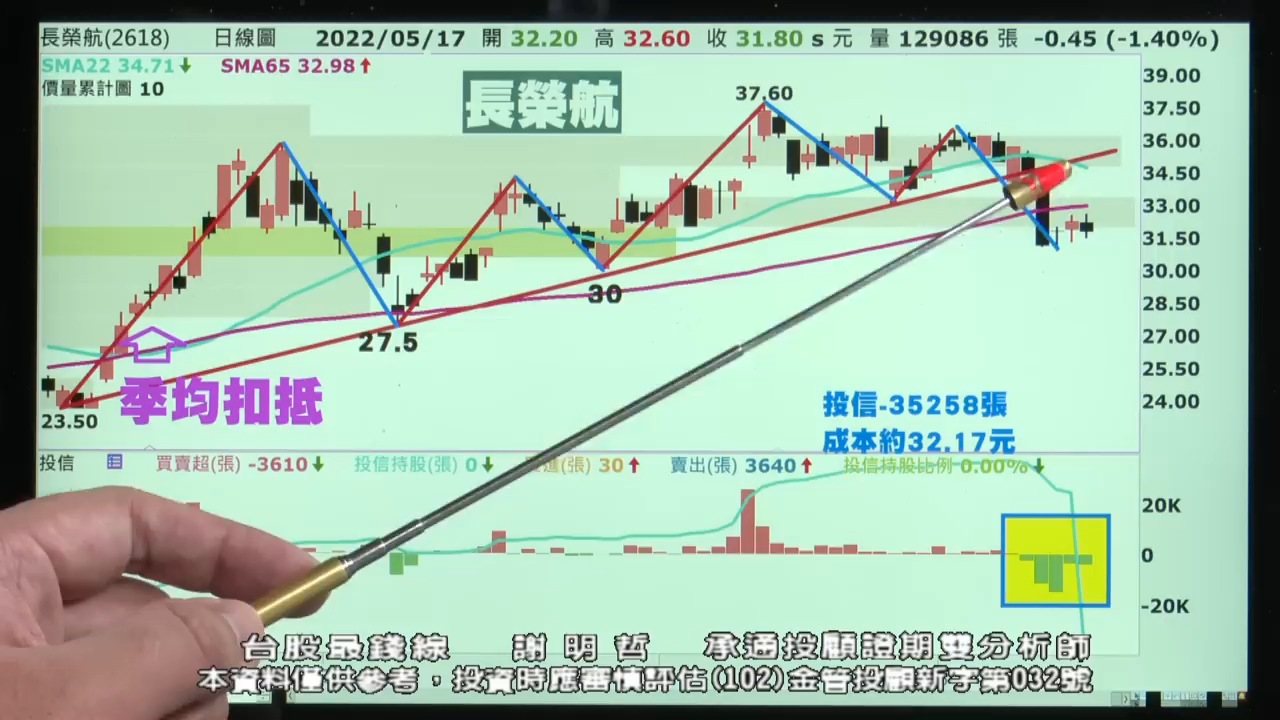 長榮航(2618) 日線圖 2022/05/17 開 32.20 高 32.60 收 31.80 s 元 量 129086 張 -0.45 (-1.40%)
SMA22 34.71↓ SMA65 32.98↑
價量累計圖 10
長榮航
37.60
39.00
37.50
36.00
34.50
33.00
31.50
30.00
28.50
27.00
25.50
24.00
30
27.5
季均扣抵
23.50
投信-35258張
成本約32.17元
投信 買賣超(張) -3610↓ 投信持股(張) 0↓ 進(張) 30↑ 賣出(張) 3640↑ 投信持股比例 0.00%↓
20K
0
-20K
台股最錢線 謝明哲 承通投顧證期雙分析師
本資料僅供參考，投資時應審慎評估(102)金管投顧新字第032號